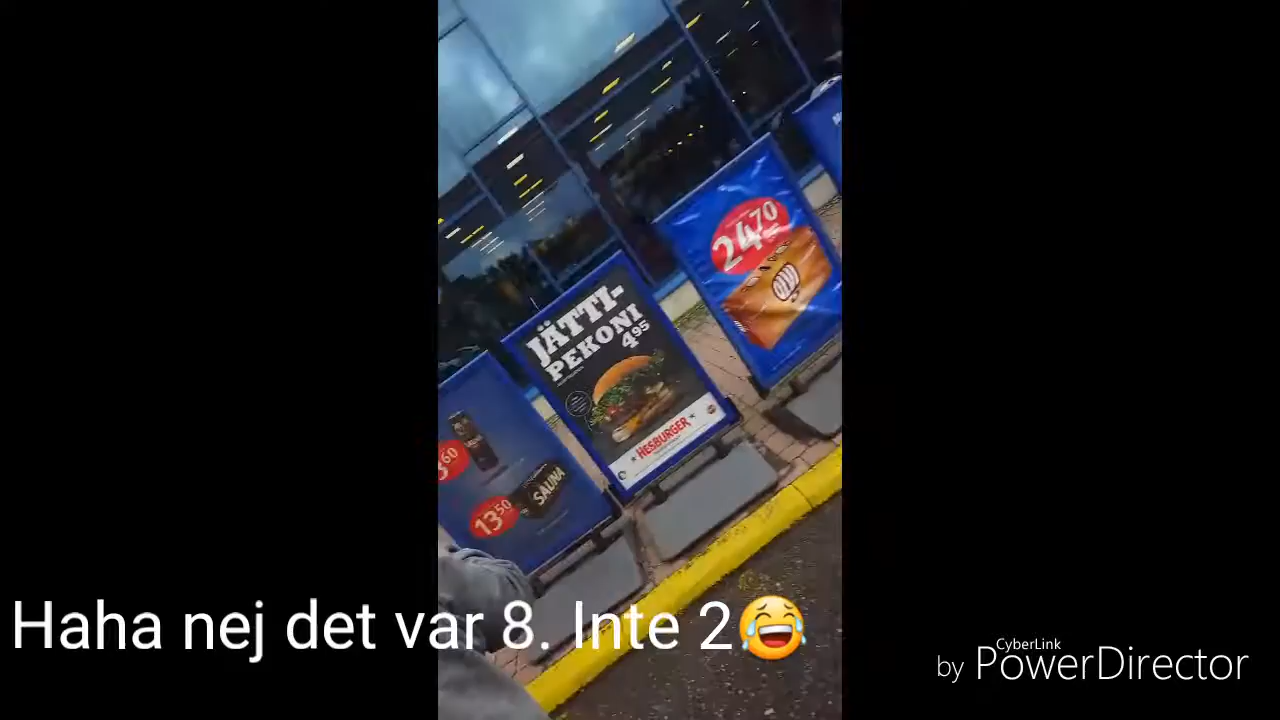 24,70
JÄTTI-
PEKONI
4,95
HESBURGER
60
SAUNA
13,50
Haha nej det var 8. Inte 2😂
CyberLink
by PowerDirector